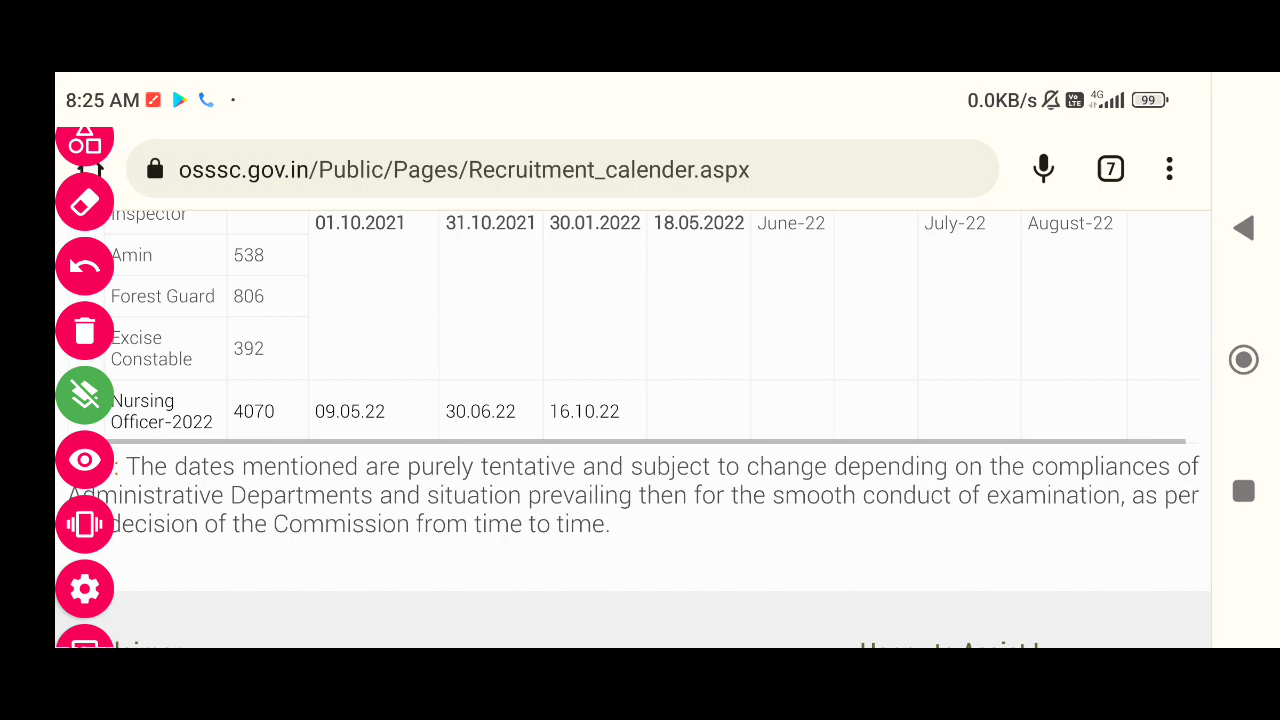 8:25 AM
0.0KB/s Vo LTE 4G 99
osssc.gov.in/Public/Pages/Recruitment_calender.aspx
7
Inspector
01.10.2021 31.10.2021 30.01.2022 18.05.2022 June-22 July-22 August-22
Amin 538
Forest Guard 806
Excise
Constable
392
Nursing
Officer-2022
4070 09.05.22 30.06.22 16.10.22
: The dates mentioned are purely tentative and subject to change depending on the compliances of
Administrative Departments and situation prevailing then for the smooth conduct of examination, as per
decision of the Commission from time to time.